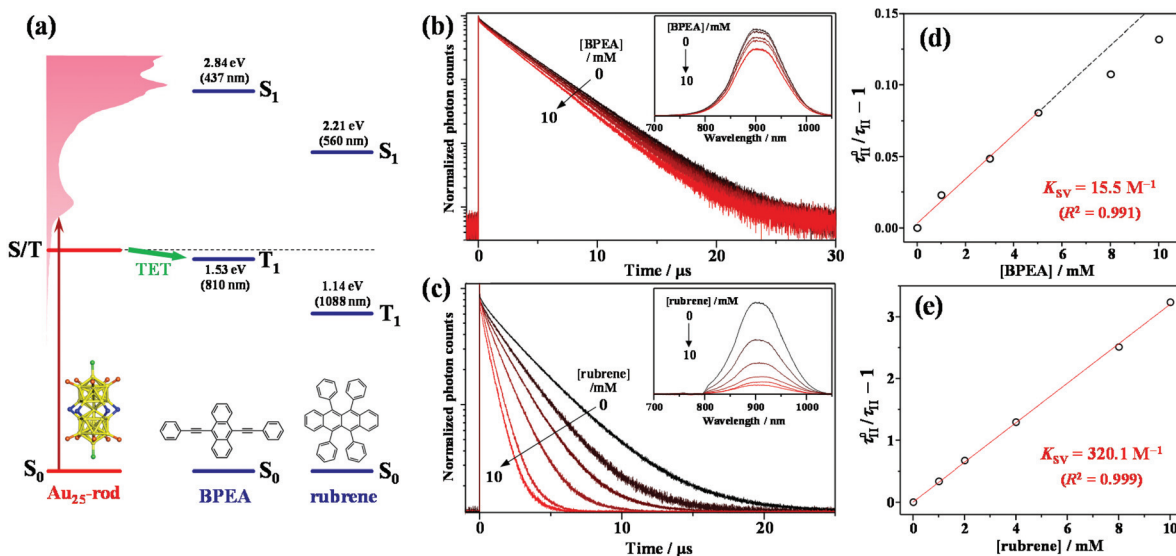 (a)
2.84 eV
(437 nm)
S₁
2.21 eV
(560 nm)
S₁
S/T
TET
T₁
1.53 eV
(810 nm)
1.14 eV
(1088 nm)
T₁
S₀
S₀
S₀
Au₂₅-rod
BPEA
rubrene
(b)
Normalized photon counts
[BPEA]
/ mM
0
10
0
10
20
30
Time / μs
[BPEA]/ mM
0
10
700
800
900
1000
Wavelength / nm
(c)
Normalized photon counts
[rubrene]
/mM
0
10
0
10
20
Time / μs
[rubrene] / mM
0
10
700
800
900
1000
Wavelength / nm
(d)
τ⁰_II/τ_II − 1
0.15
0.10
0.05
0.00
K_SV = 15.5 M⁻¹
(R² = 0.991)
0
2
4
6
8
10
[BPEA] / mM
(e)
τ⁰_II/τ_II − 1
3
2
1
0
K_SV = 320.1 M⁻¹
(R² = 0.999)
0
2
4
6
8
10
[rubrene] / mM